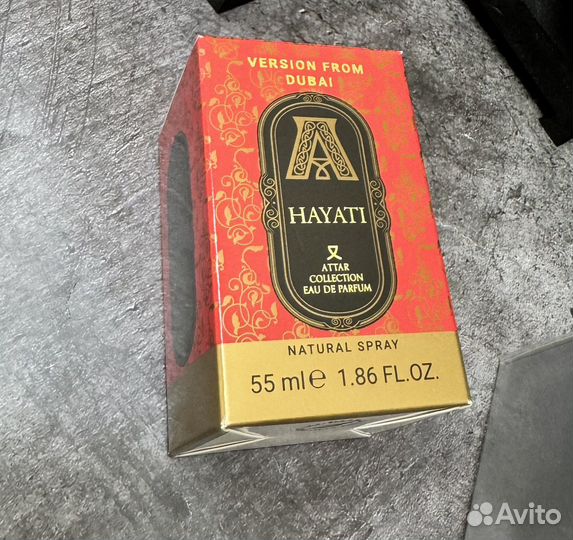 VERSION FROM
DUBAI
A
HAYATI
ATTAR
COLLECTION
EAU DE PARFUM
NATURAL SPRAY
55 ml e 1.86 FL.OZ.
Avito